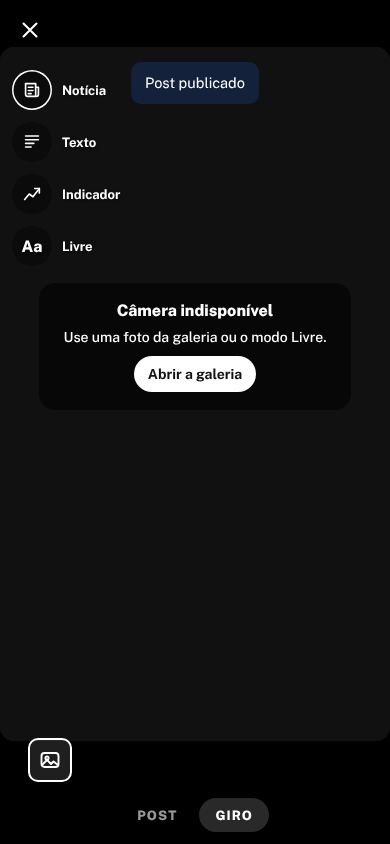 Post publicado
Notícia
Texto
Indicador
Aa Livre
Câmera indisponível
Use uma foto da galeria ou o modo Livre.
Abrir a galeria
POST GIRO